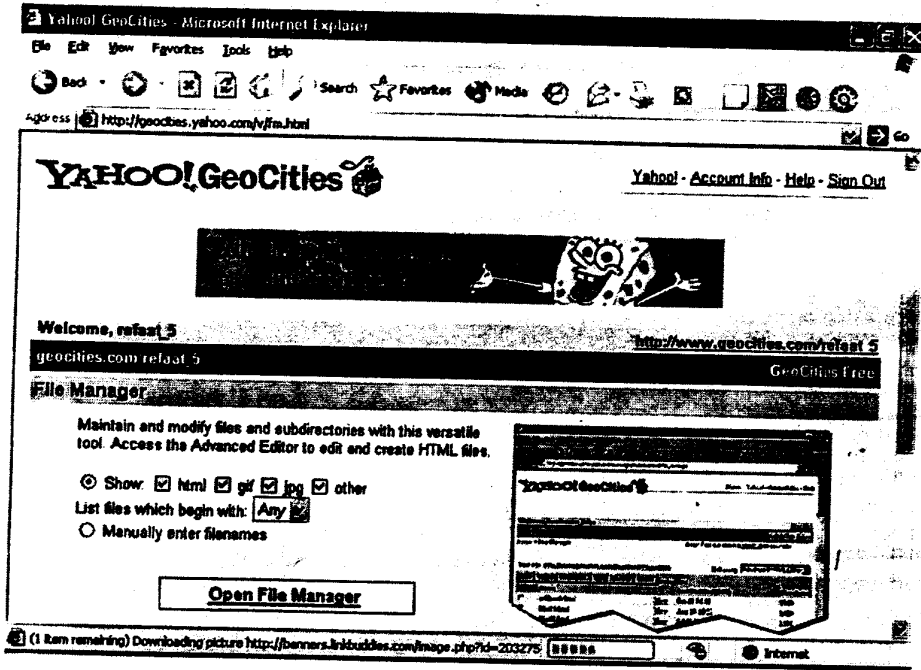 Yahoo! GeoCities - Microsoft Internet Explorer
File Edit View Favorites Tools Help
Back Search Favorites Media
Address http://geocities.yahoo.com/v/fm.html Go
YAHOO! GeoCities
Yahoo! - Account Info - Help - Sign Out
Welcome, refaat_5
http://www.geocities.com/refaat_5
geocities.com refaat_5
GeoCities Free
File Manager
Maintain and modify files and subdirectories with this versatile
tool. Access the Advanced Editor to edit and create HTML files.
Show: html gif jpg other
List files which begin with: Any
Manually enter filenames
Open File Manager
YAHOO! GeoCities
(1 item remaining) Downloading picture http://banners.linkbuddies.com/image.php?id=203275
Internet